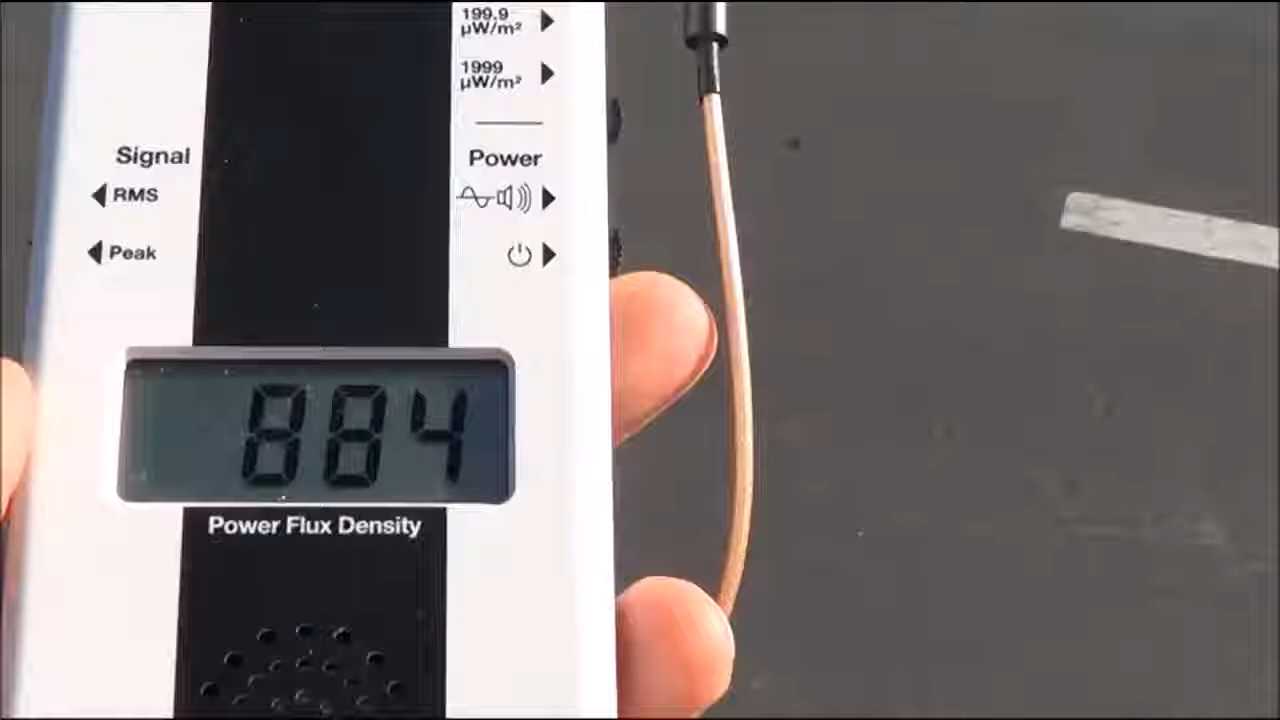 199.9
µW/m²
1999
µW/m²
Signal
Power
RMS
Peak
884
Power Flux Density